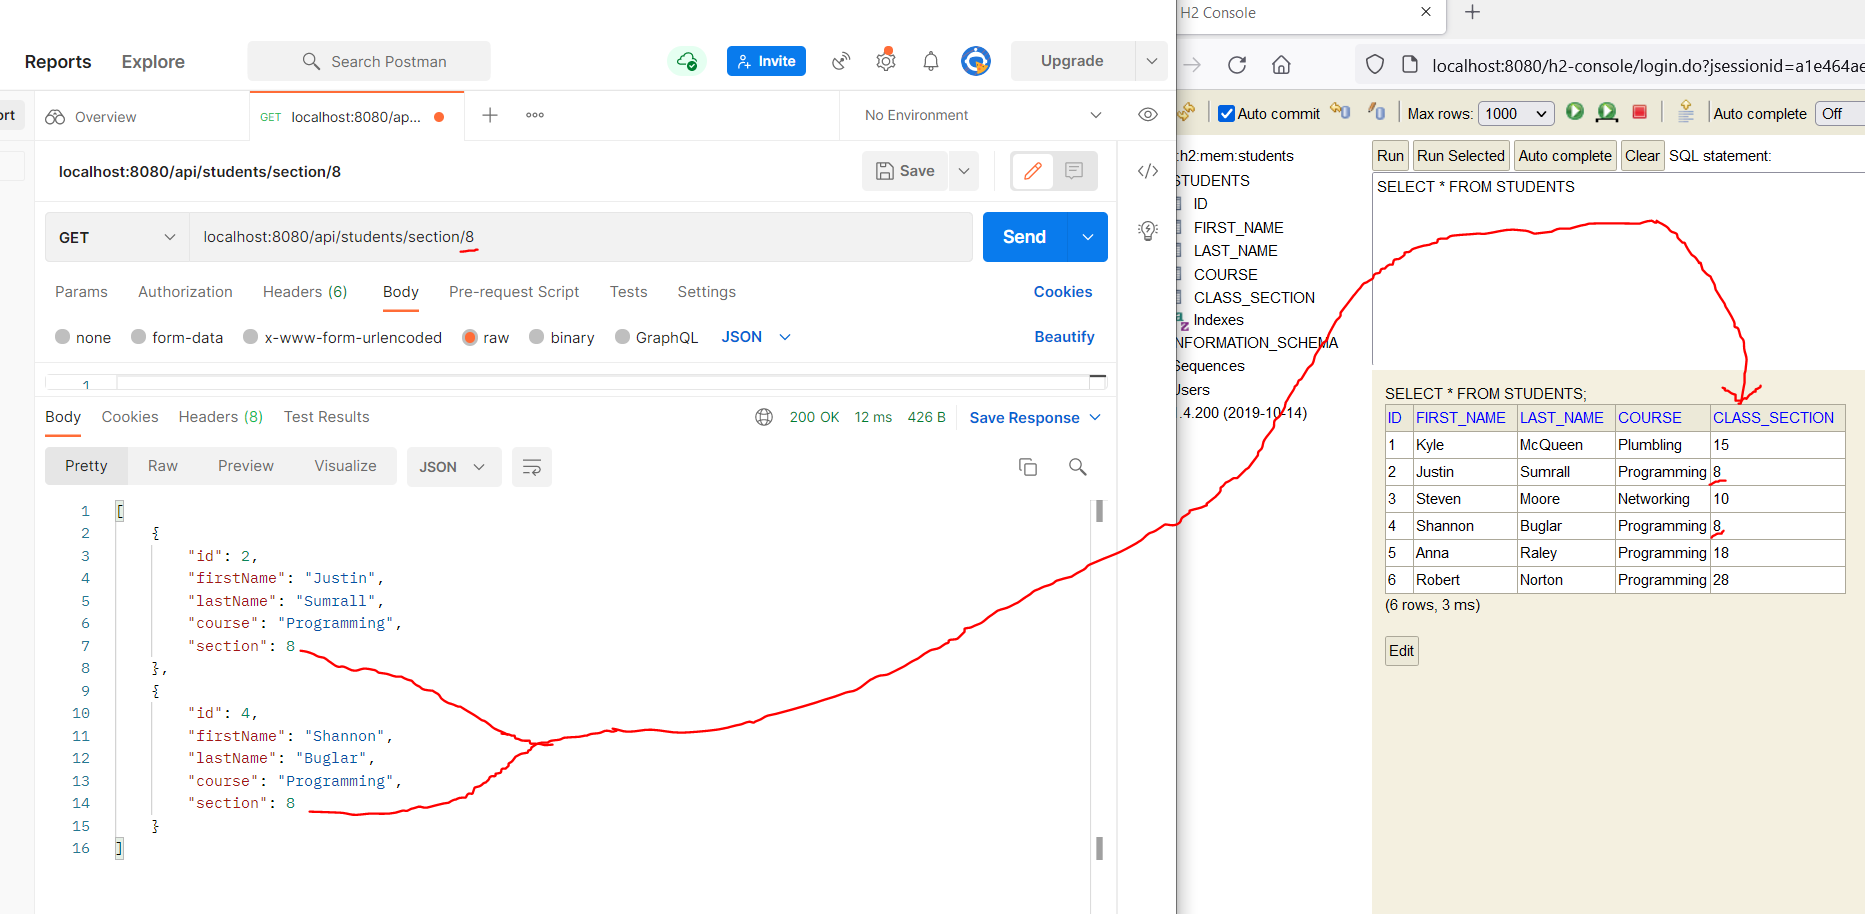 Reports Explore Search Postman Invite Upgrade
ort Overview GET localhost:8080/ap... No Environment
localhost:8080/api/students/section/8 Save
GET localhost:8080/api/students/section/8 Send
Params Authorization Headers (6) Body Pre-request Script Tests Settings Cookies
none form-data x-www-form-urlencoded raw binary GraphQL JSON Beautify
1
Body Cookies Headers (8) Test Results 200 OK 12 ms 426 B Save Response
Pretty Raw Preview Visualize JSON
1 [
2 {
3 "id": 2,
4 "firstName": "Justin",
5 "lastName": "Sumrall",
6 "course": "Programming",
7 "section": 8
8 },
9 {
10 "id": 4,
11 "firstName": "Shannon",
12 "lastName": "Buglar",
13 "course": "Programming",
14 "section": 8
15 }
16 ]
H2 Console
localhost:8080/h2-console/login.do?jsessionid=a1e464ae
Auto commit Max rows: 1000 Auto complete Off
:h2:mem:students
STUDENTS
ID
FIRST_NAME
LAST_NAME
COURSE
CLASS_SECTION
Indexes
NFORMATION_SCHEMA
Sequences
Users
.4.200 (2019-10-14)
Run Run Selected Auto complete Clear SQL statement:
SELECT * FROM STUDENTS
SELECT * FROM STUDENTS;
ID FIRST_NAME LAST_NAME COURSE CLASS_SECTION
1 Kyle McQueen Plumbling 15
2 Justin Sumrall Programming 8
3 Steven Moore Networking 10
4 Shannon Buglar Programming 8
5 Anna Raley Programming 18
6 Robert Norton Programming 28
(6 rows, 3 ms)
Edit